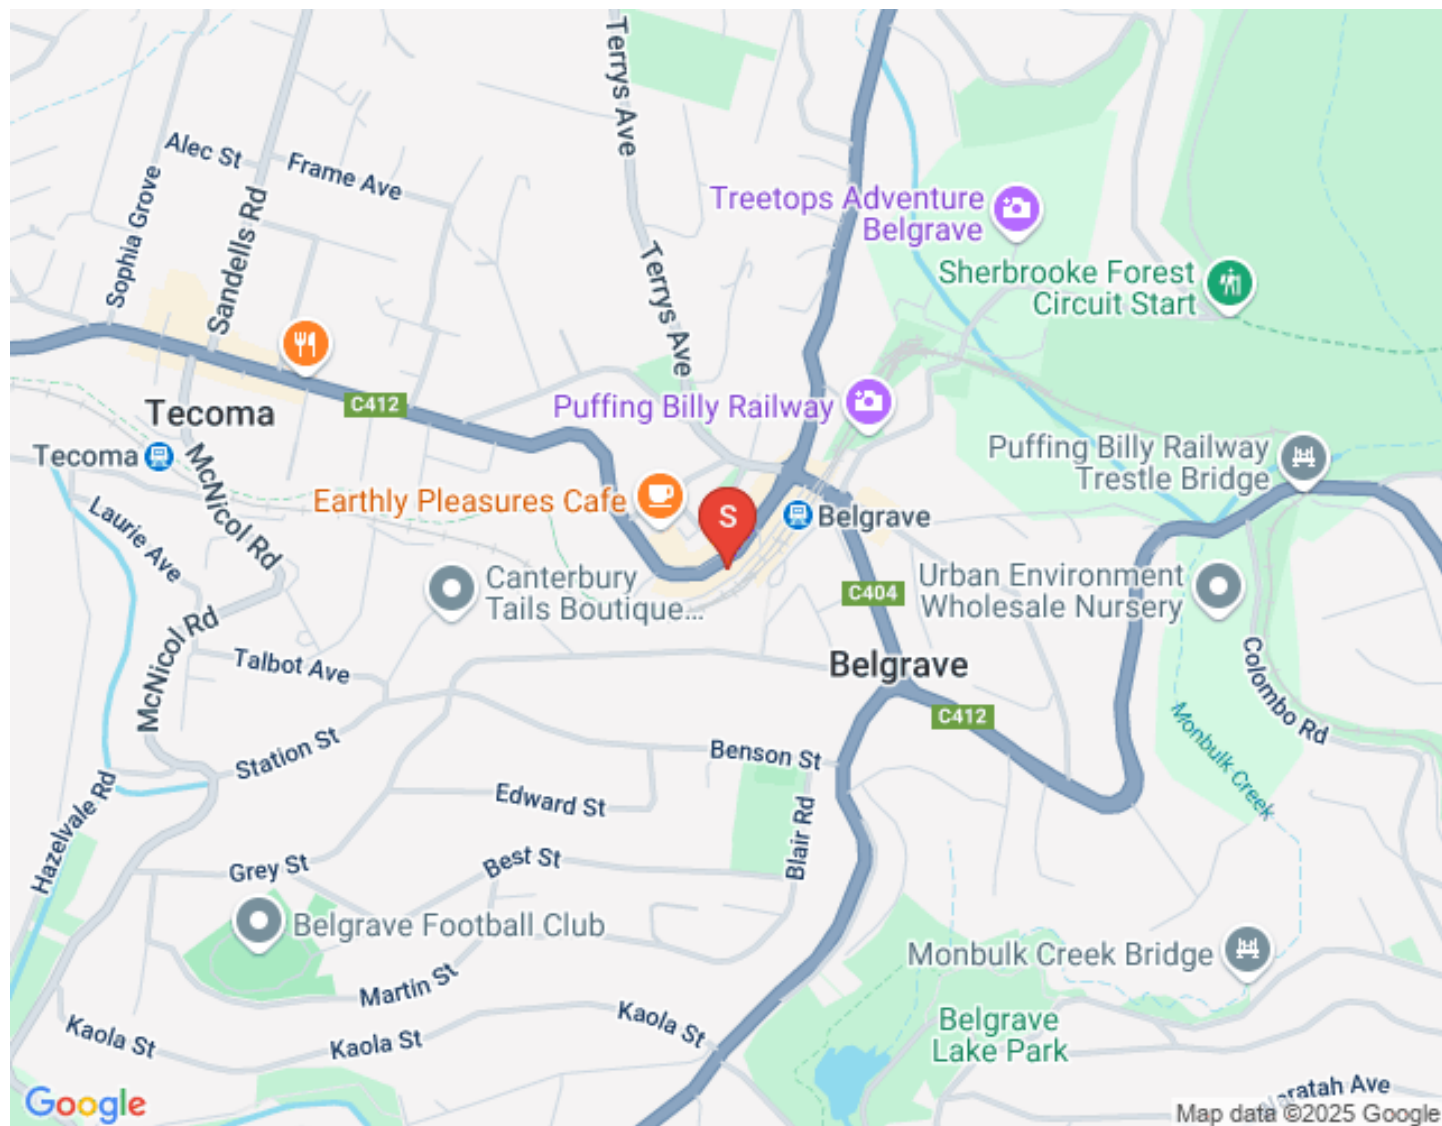 Terrys Ave
Alec St
Frame Ave
Sophia Grove
Sandells Rd
Treetops Adventure
Belgrave
Terrys Ave
Sherbrooke Forest
Circuit Start
C412
Tecoma
Puffing Billy Railway
Tecoma
McNicol Rd
Puffing Billy Railway
Trestle Bridge
Earthly Pleasures Cafe
S
Belgrave
Laurie Ave
Canterbury
Tails Boutique...
C404
Urban Environment
Wholesale Nursery
McNicol Rd
Talbot Ave
Belgrave
Colombo Rd
C412
Monbulk Creek
Station St
Benson St
Hazelvale Rd
Edward St
Blair Rd
Grey St
Best St
Belgrave Football Club
Monbulk Creek Bridge
Martin St
Kaola St
Kaola St
Kaola St
Belgrave
Lake Park
Google
ratah Ave
Map data ©2025 Google